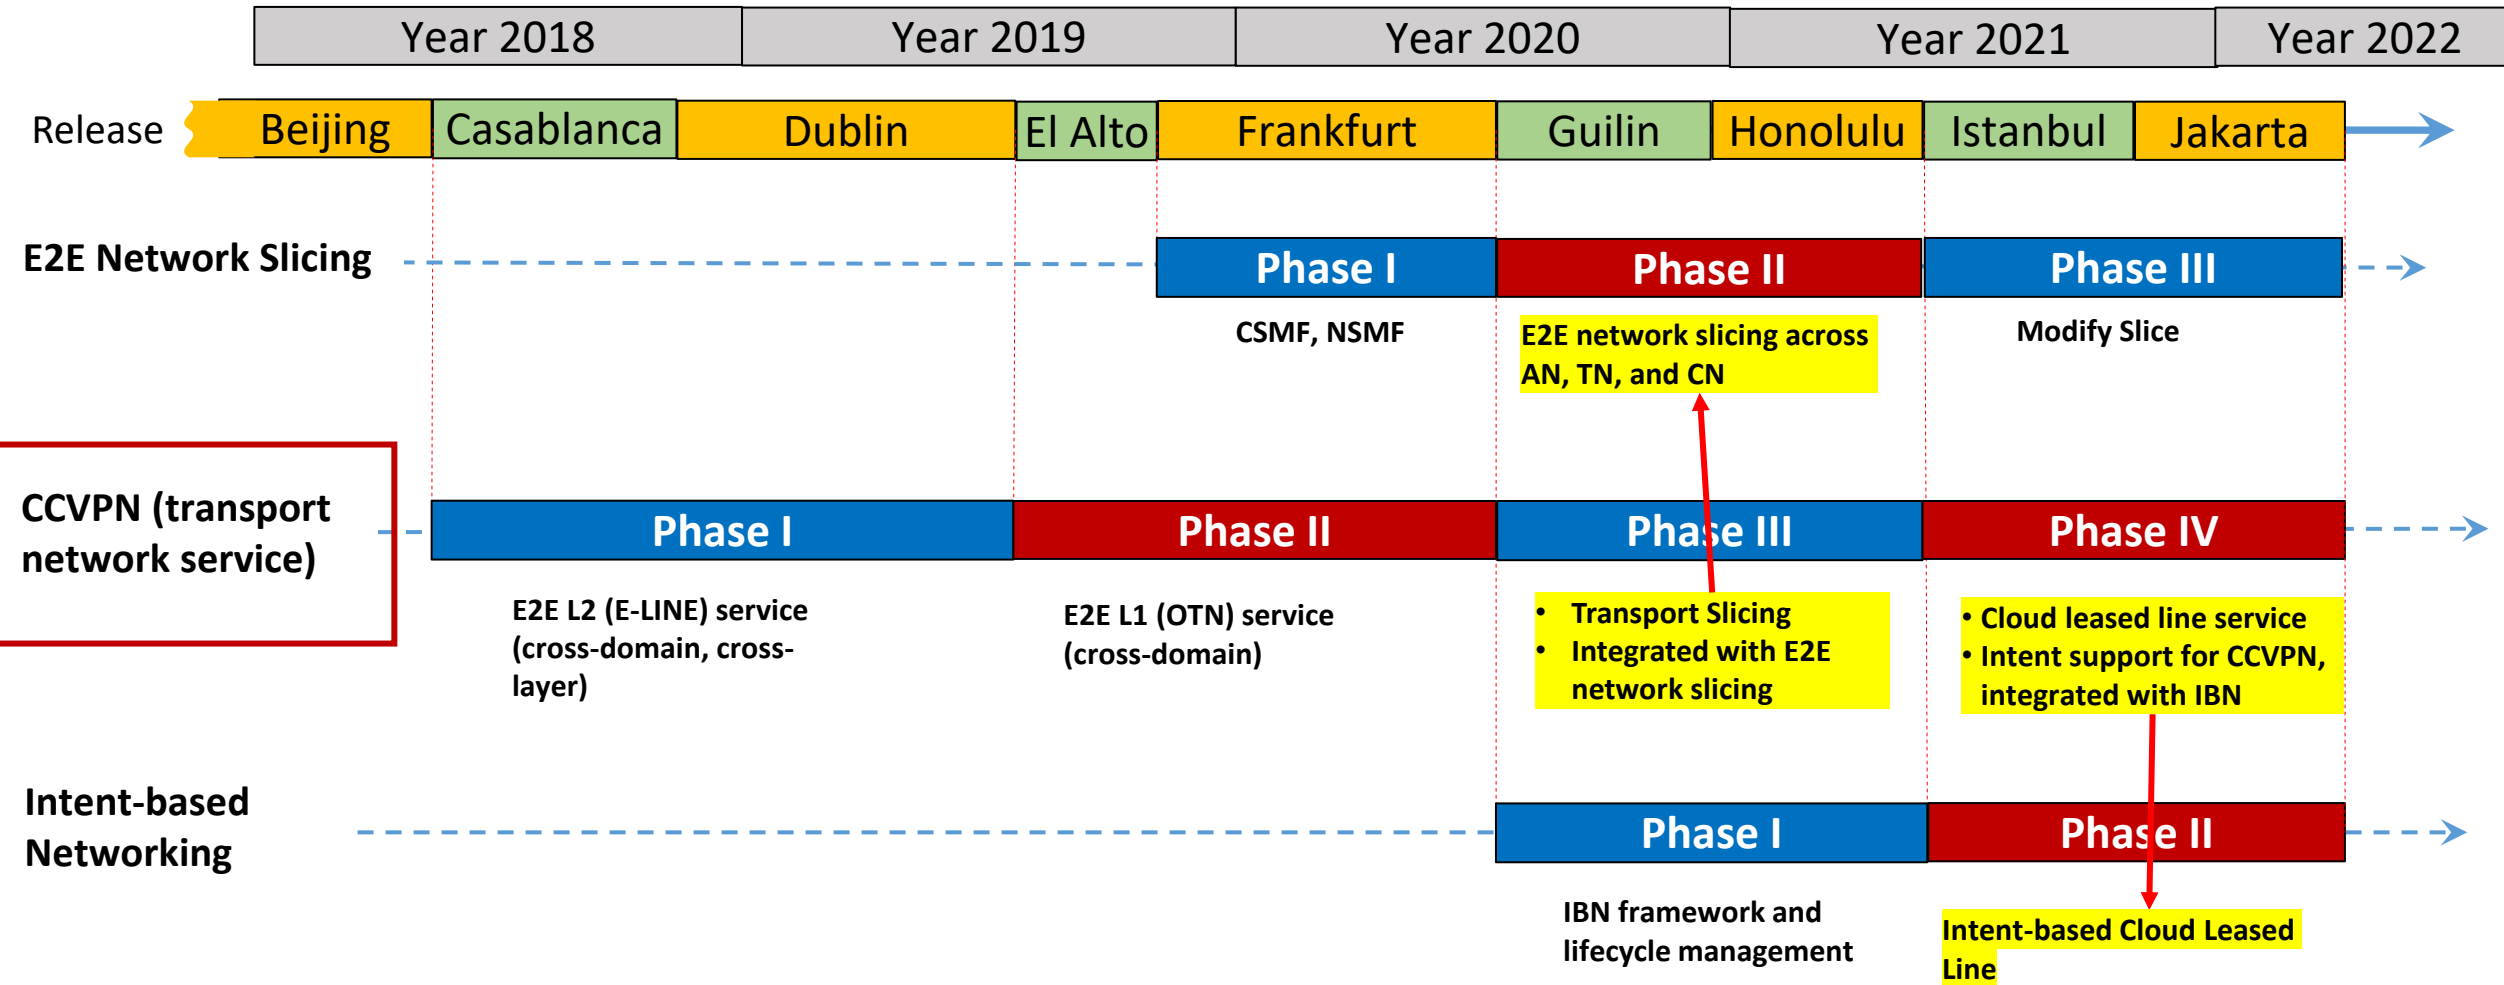 Year 2018
Year 2019
Year 2020
Year 2021
Year 2022
Release
Beijing
Casablanca
Dublin
El Alto
Frankfurt
Guilin
Honolulu
Istanbul
Jakarta
E2E Network Slicing
Phase I
Phase II
Phase III
CSMF, NSMF
E2E network slicing across
AN, TN, and CN
Modify Slice
CCVPN (transport
network service)
Phase I
Phase II
Phase III
Phase IV
E2E L2 (E-LINE) service
(cross-domain, cross-
layer)
E2E L1 (OTN) service
(cross-domain)
• Transport Slicing
• Integrated with E2E
network slicing
• Cloud leased line service
• Intent support for CCVPN,
integrated with IBN
Intent-based
Networking
Phase I
Phase II
IBN framework and
lifecycle management
Intent-based Cloud Leased
Line